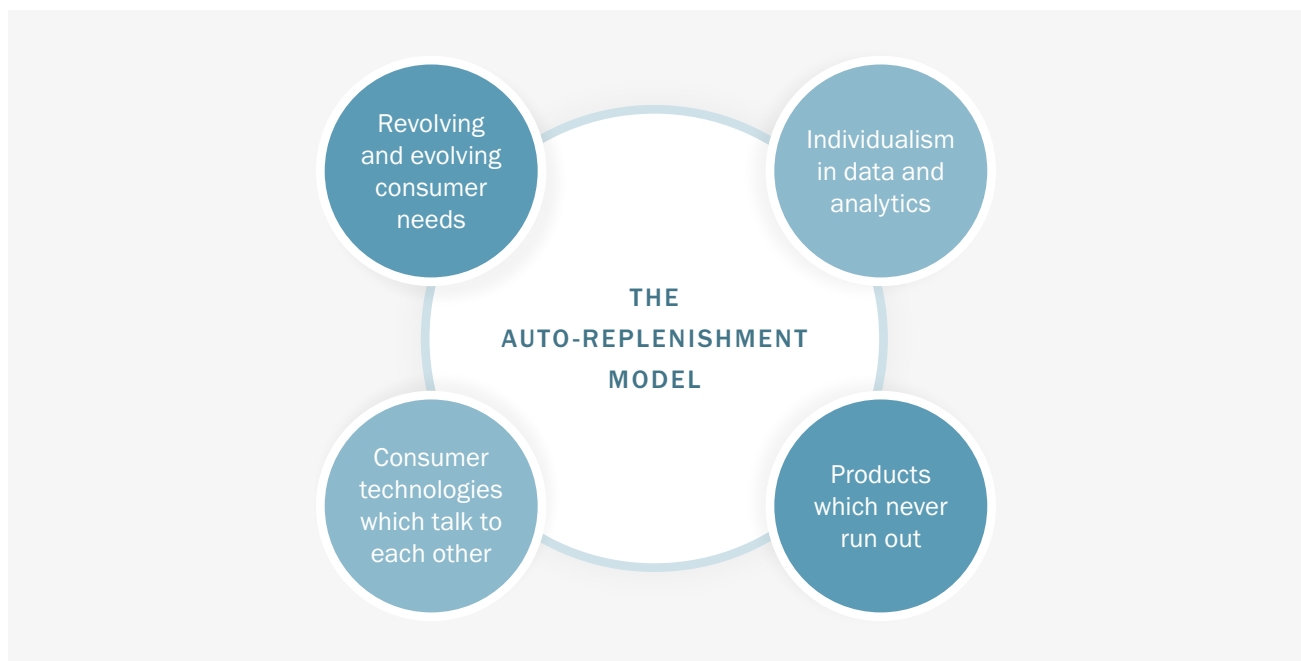 Revolving
and evolving
consumer
needs
Individualism
in data and
analytics
THE
AUTO-REPLENISHMENT
MODEL
Consumer
technologies
which talk to
each other
Products
which never
run out